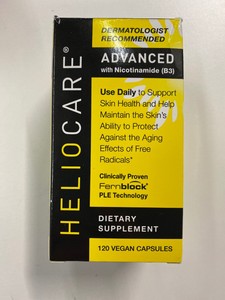 HELIOCARE®
DERMATOLOGIST
RECOMMENDED
ADVANCED
with Nicotinamide (B3)
Use Daily to Support
Skin Health and Help
Maintain the Skin's
Ability to Protect
Against the Aging
Effects of Free
Radicals*
Clinically Proven
Fernblock®
PLE Technology
DIETARY
SUPPLEMENT
120 VEGAN CAPSULES